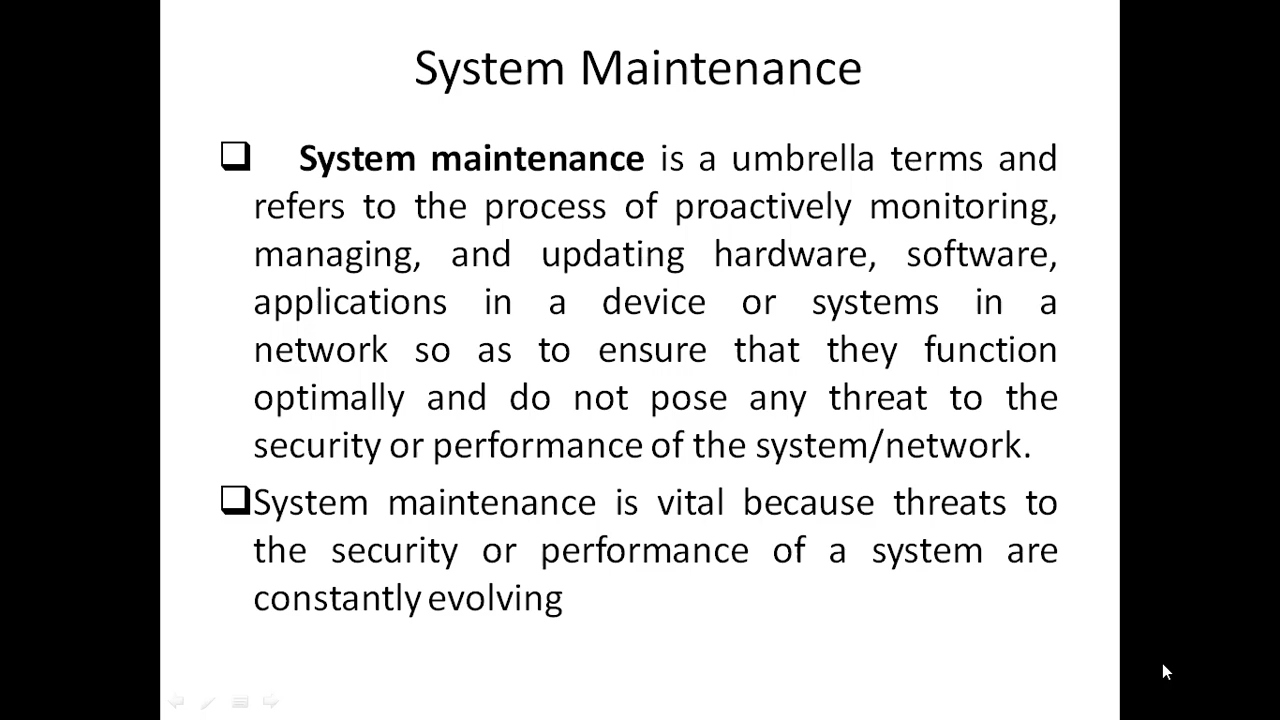 System Maintenance
System maintenance is a umbrella terms and
refers to the process of proactively monitoring,
managing, and updating hardware, software,
applications in a device or systems in a
network so as to ensure that they function
optimally and do not pose any threat to the
security or performance of the system/network.
System maintenance is vital because threats to
the security or performance of a system are
constantly evolving